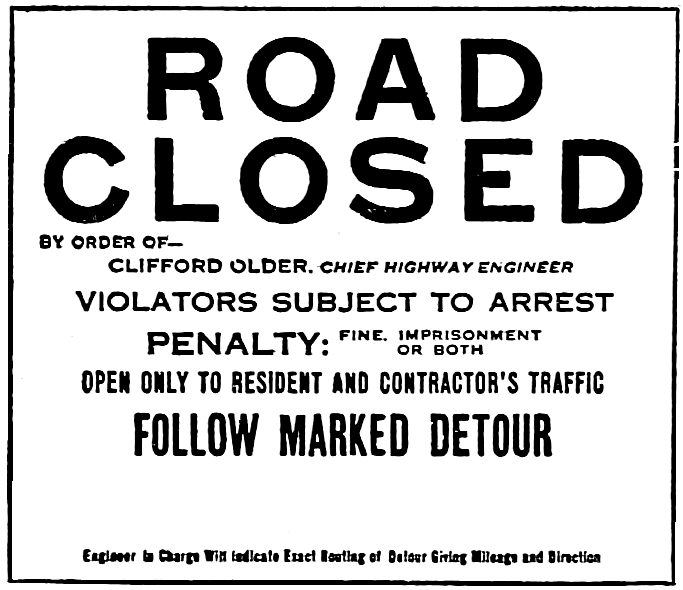 ROAD
CLOSED
BY ORDER OF—
CLIFFORD OLDER. CHIEF HIGHWAY ENGINEER
VIOLATORS SUBJECT TO ARREST
PENALTY: FINE. IMPRISONMENT
OR BOTH
OPEN ONLY TO RESIDENT AND CONTRACTOR'S TRAFFIC
FOLLOW MARKED DETOUR
Engineer in Charge Will indicate Exact Routing of Detour Giving Mileage and Direction